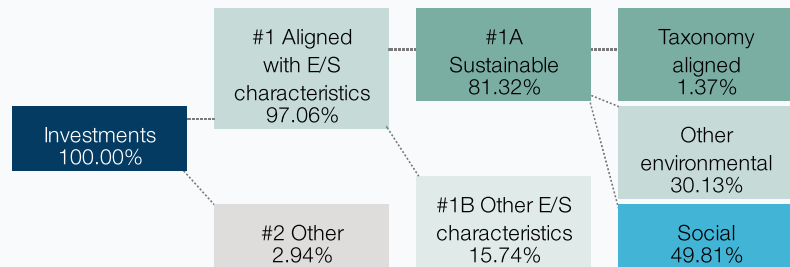 Investments
100.00%
#1 Aligned
with E/S
characteristics
97.06%
#2 Other
2.94%
#1A
Sustainable
81.32%
#1B Other E/S
characteristics
15.74%
Taxonomy
aligned
1.37%
Other
environmental
30.13%
Social
49.81%